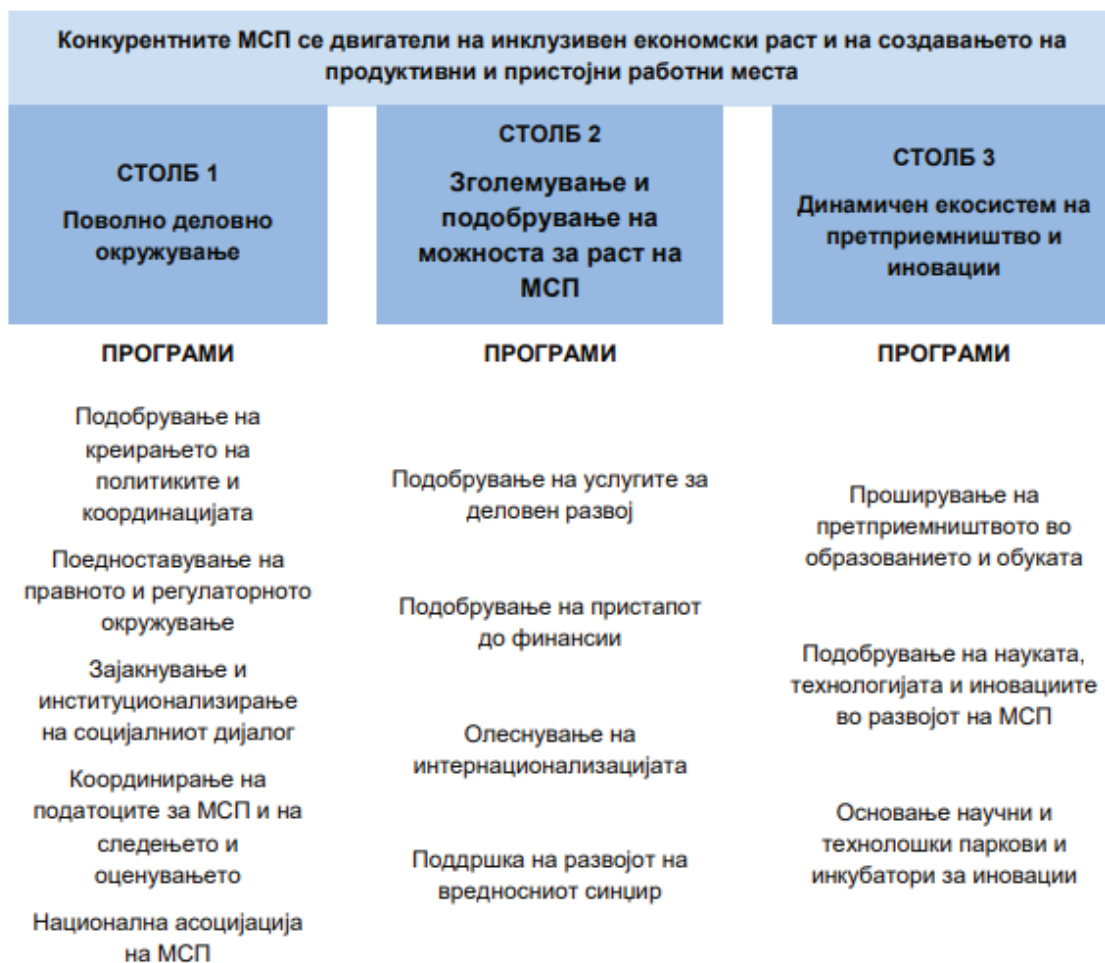 Конкурентните МСП се двигатели на инклузивен економски раст и на создавањето на
продуктивни и пристојни работни места
СТОЛБ 1
Поволно деловно
окружување
СТОЛБ 2
Зголемување и
подобрување на
можноста за раст на
МСП
СТОЛБ 3
Динамичен екосистем на
претприемништво и
иновации
ПРОГРАМИ
Подобрување на
креирањето на
политиките и
координацијата
Поедноставување на
правното и регулаторното
окружување
Зајакнување и
институционализирање
на социјалниот дијалог
Координирање на
податоците за МСП и на
следењето и
оценувањето
Национална асоцијација
на МСП
ПРОГРАМИ
Подобрување на услугите за
деловен развој
Подобрување на пристапот
до финансии
Олеснување на
интернационализацијата
Поддршка на развојот на
вредносниот синџир
ПРОГРАМИ
Проширување на
претприемништвото во
образованието и обуката
Подобрување на науката,
технологијата и иновациите
во развојот на МСП
Основање научни и
технолошки паркови и
инкубатори за иновации